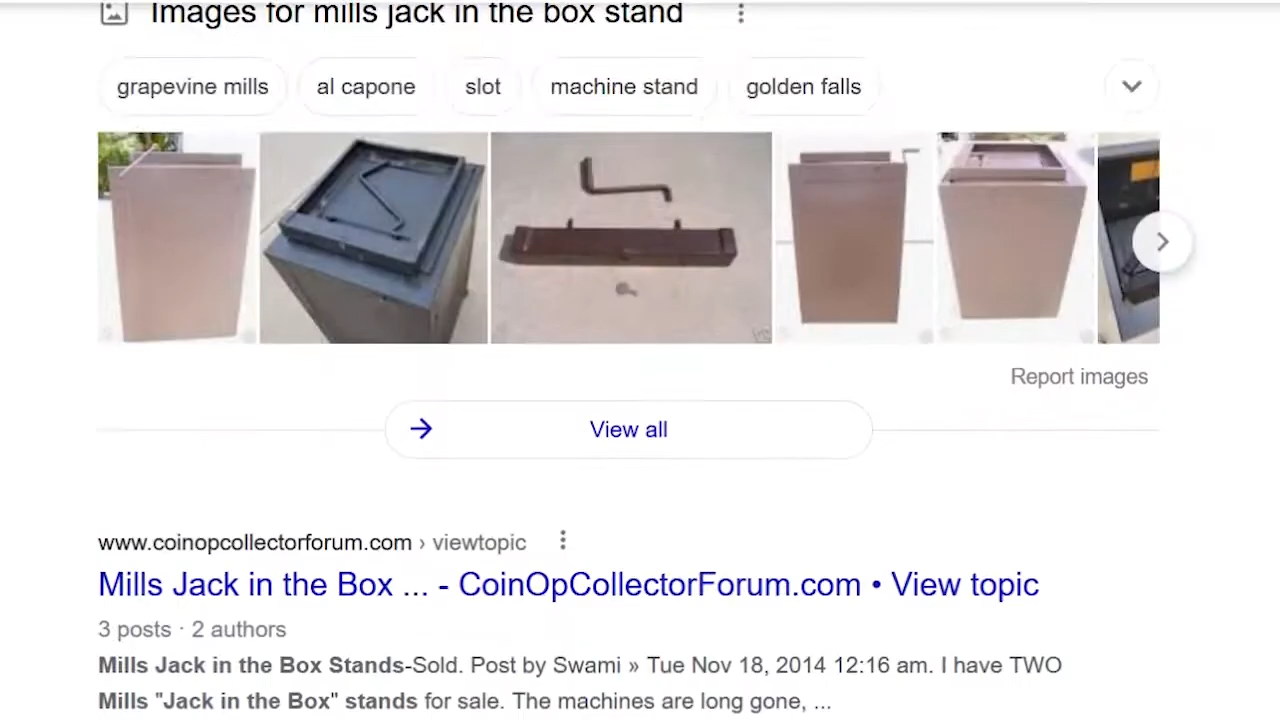 Images for mills jack in the box stand
grapevine mills
al capone
slot
machine stand
golden falls
Report images
View all
www.coinopcollectorforum.com › viewtopic
Mills Jack in the Box ... - CoinOpCollectorForum.com • View topic
3 posts · 2 authors
Mills Jack in the Box Stands-Sold. Post by Swami » Tue Nov 18, 2014 12:16 am. I have TWO
Mills "Jack in the Box" stands for sale. The machines are long gone, ...